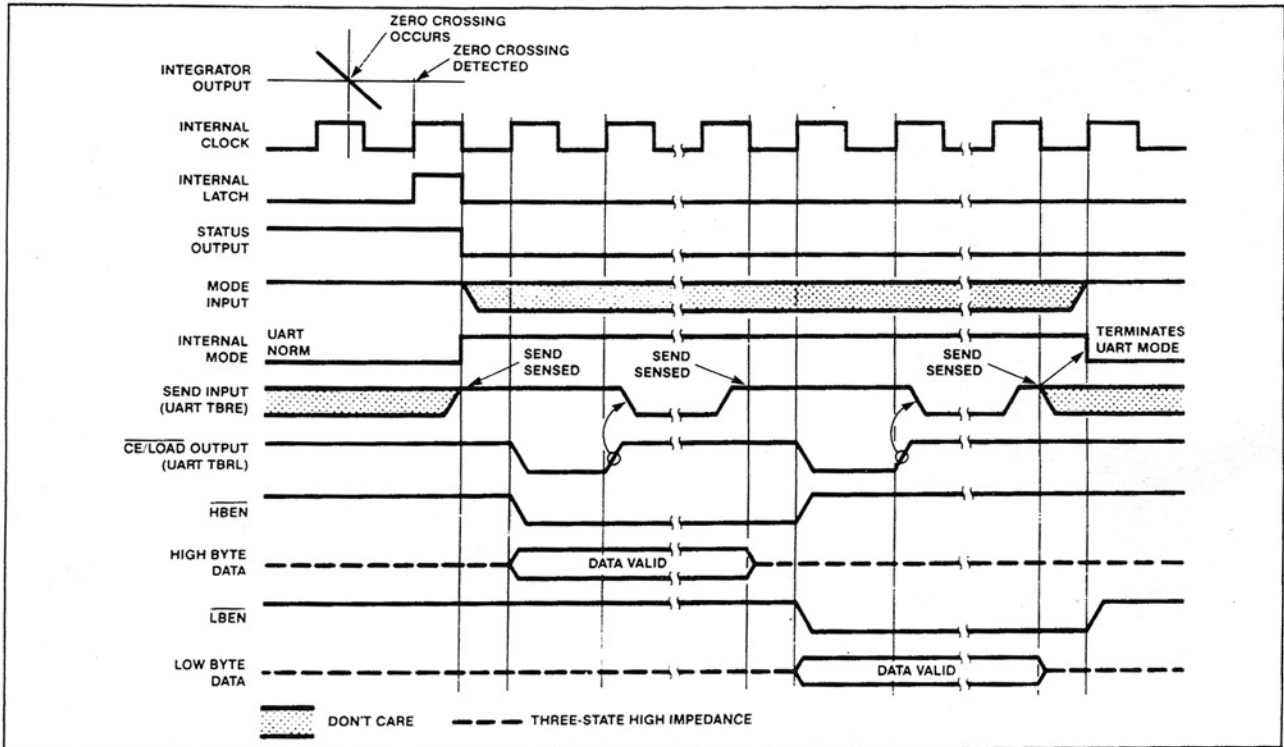 ZERO CROSSING
OCCURS
ZERO CROSSING
DETECTED
INTEGRATOR
OUTPUT
INTERNAL
CLOCK
INTERNAL
LATCH
STATUS
OUTPUT
MODE
INPUT
INTERNAL
MODE
UART
NORM
TERMINATES
UART MODE
SEND
SENSED
SEND
SENSED
SEND
SENSED
SEND INPUT
(UART TBRE)
CE/LOAD OUTPUT
(UART TBRL)
HBEN
HIGH BYTE
DATA
DATA VALID
LBEN
LOW BYTE
DATA
DATA VALID
DON'T CARE
THREE-STATE HIGH IMPEDANCE